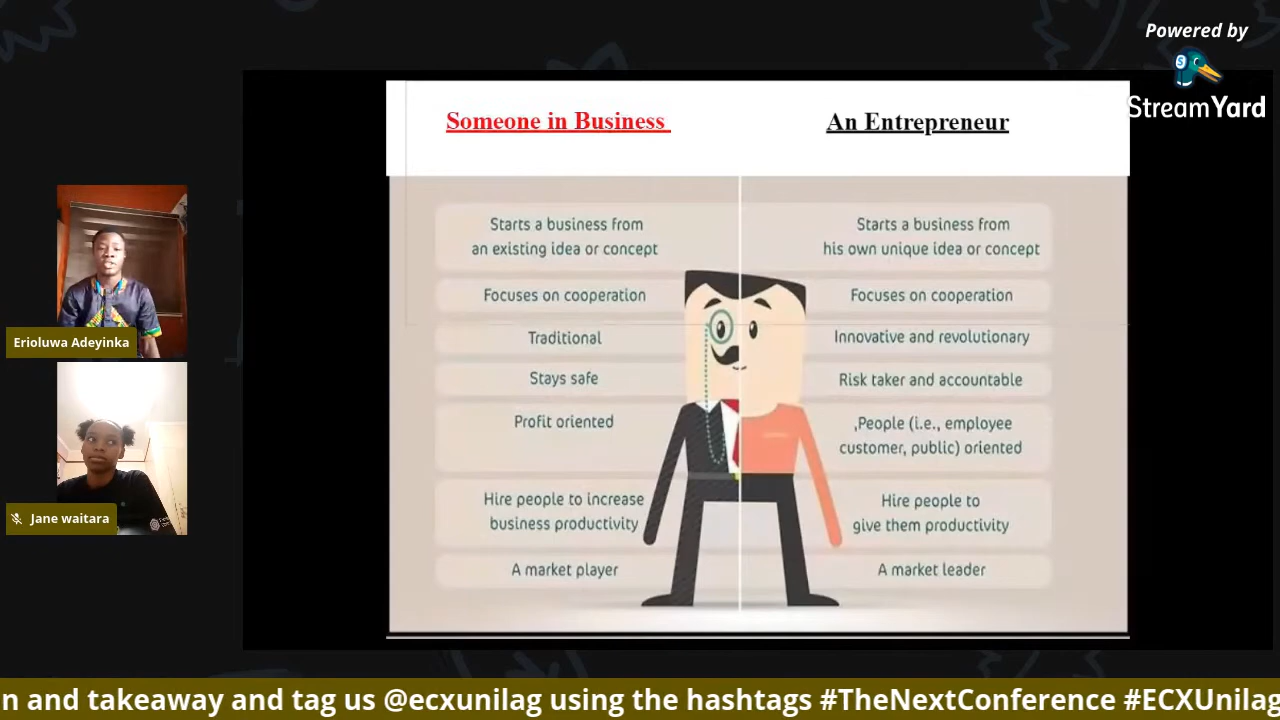 Powered by
StreamYard
Someone in Business
An Entrepreneur
Starts a business from
an existing idea or concept
Starts a business from
his own unique idea or concept
Focuses on cooperation
Focuses on cooperation
Traditional
Innovative and revolutionary
Stays safe
Risk taker and accountable
Profit oriented
,People (i.e., employee
customer, public) oriented
Hire people to increase
business productivity
Hire people to
give them productivity
A market player
A market leader
Erioluwa Adeyinka
Jane waitara
n and takeaway and tag us @ecxunilag using the hashtags #TheNextConference #ECXUnilag